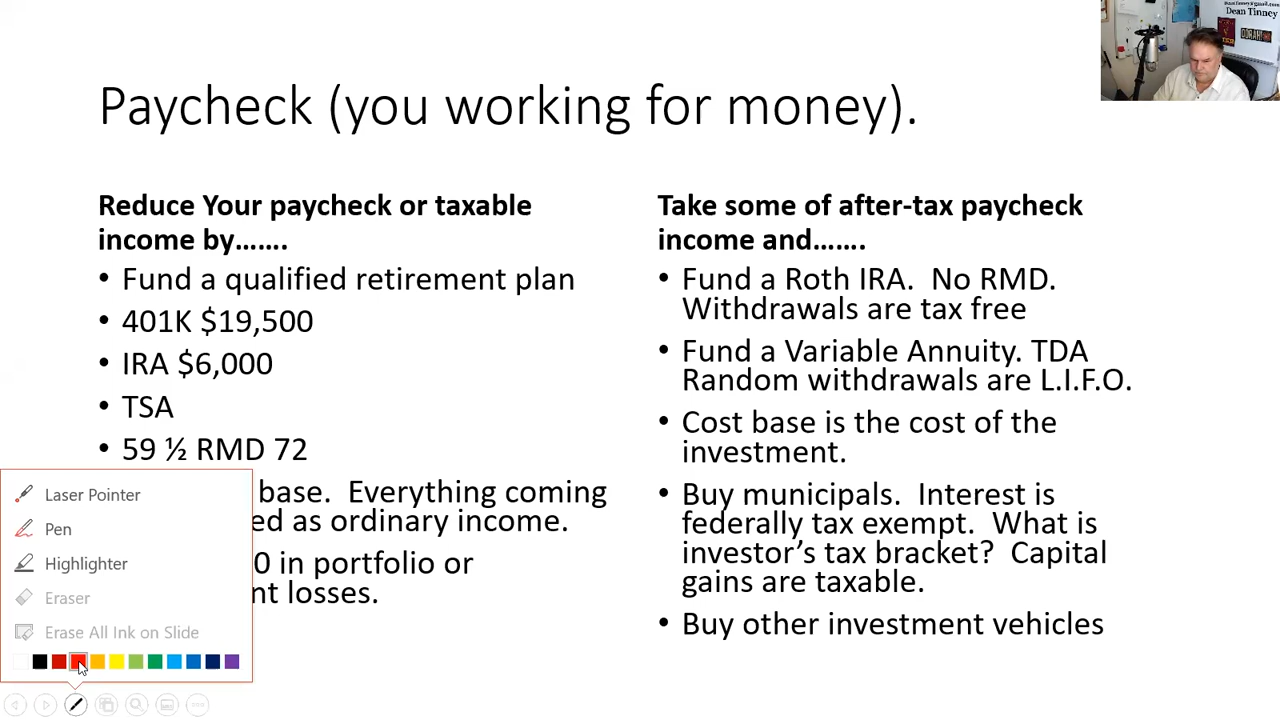 DeanTinney@gmail.com
Dean Tinney
OORAH!
Paycheck (you working for money).
Reduce Your paycheck or taxable
income by…….
• Fund a qualified retirement plan
• 401K $19,500
• IRA $6,000
• TSA
• 59 ½ RMD 72
base. Everything coming
ed as ordinary income.
0 in portfolio or
nt losses.
Take some of after-tax paycheck
income and…….
• Fund a Roth IRA. No RMD.
Withdrawals are tax free
• Fund a Variable Annuity. TDA
Random withdrawals are L.I.F.O.
• Cost base is the cost of the
investment.
• Buy municipals. Interest is
federally tax exempt. What is
investor’s tax bracket? Capital
gains are taxable.
• Buy other investment vehicles
Laser Pointer
Pen
Highlighter
Eraser
Erase All Ink on Slide